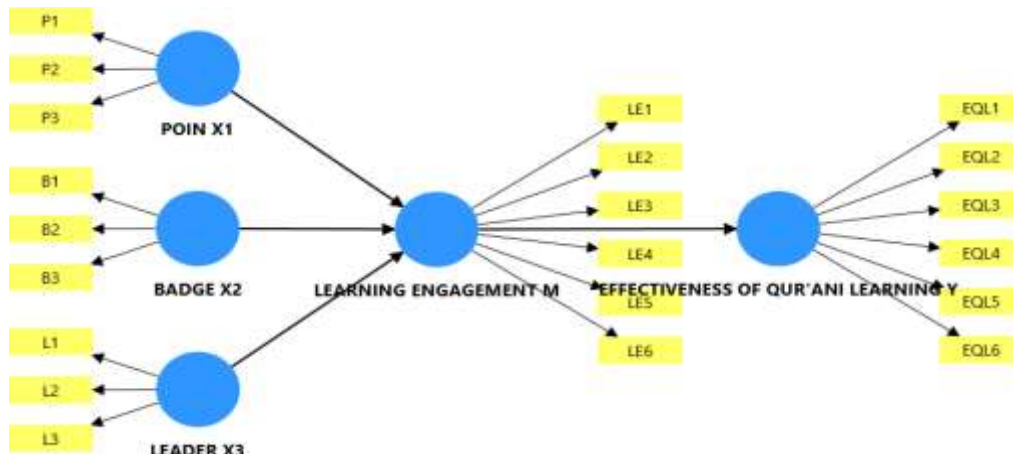 P1
P2
P3
POIN X1
B1
B2
B3
BADGE X2
L1
L2
L3
LEADER X3
LEARNING ENGAGEMENT M
LE1
LE2
LE3
LE4
LE5
LE6
EFFECTIVENESS OF QUR'ANI LEARNING Y
EQL1
EQL2
EQL3
EQL4
EQL5
EQL6